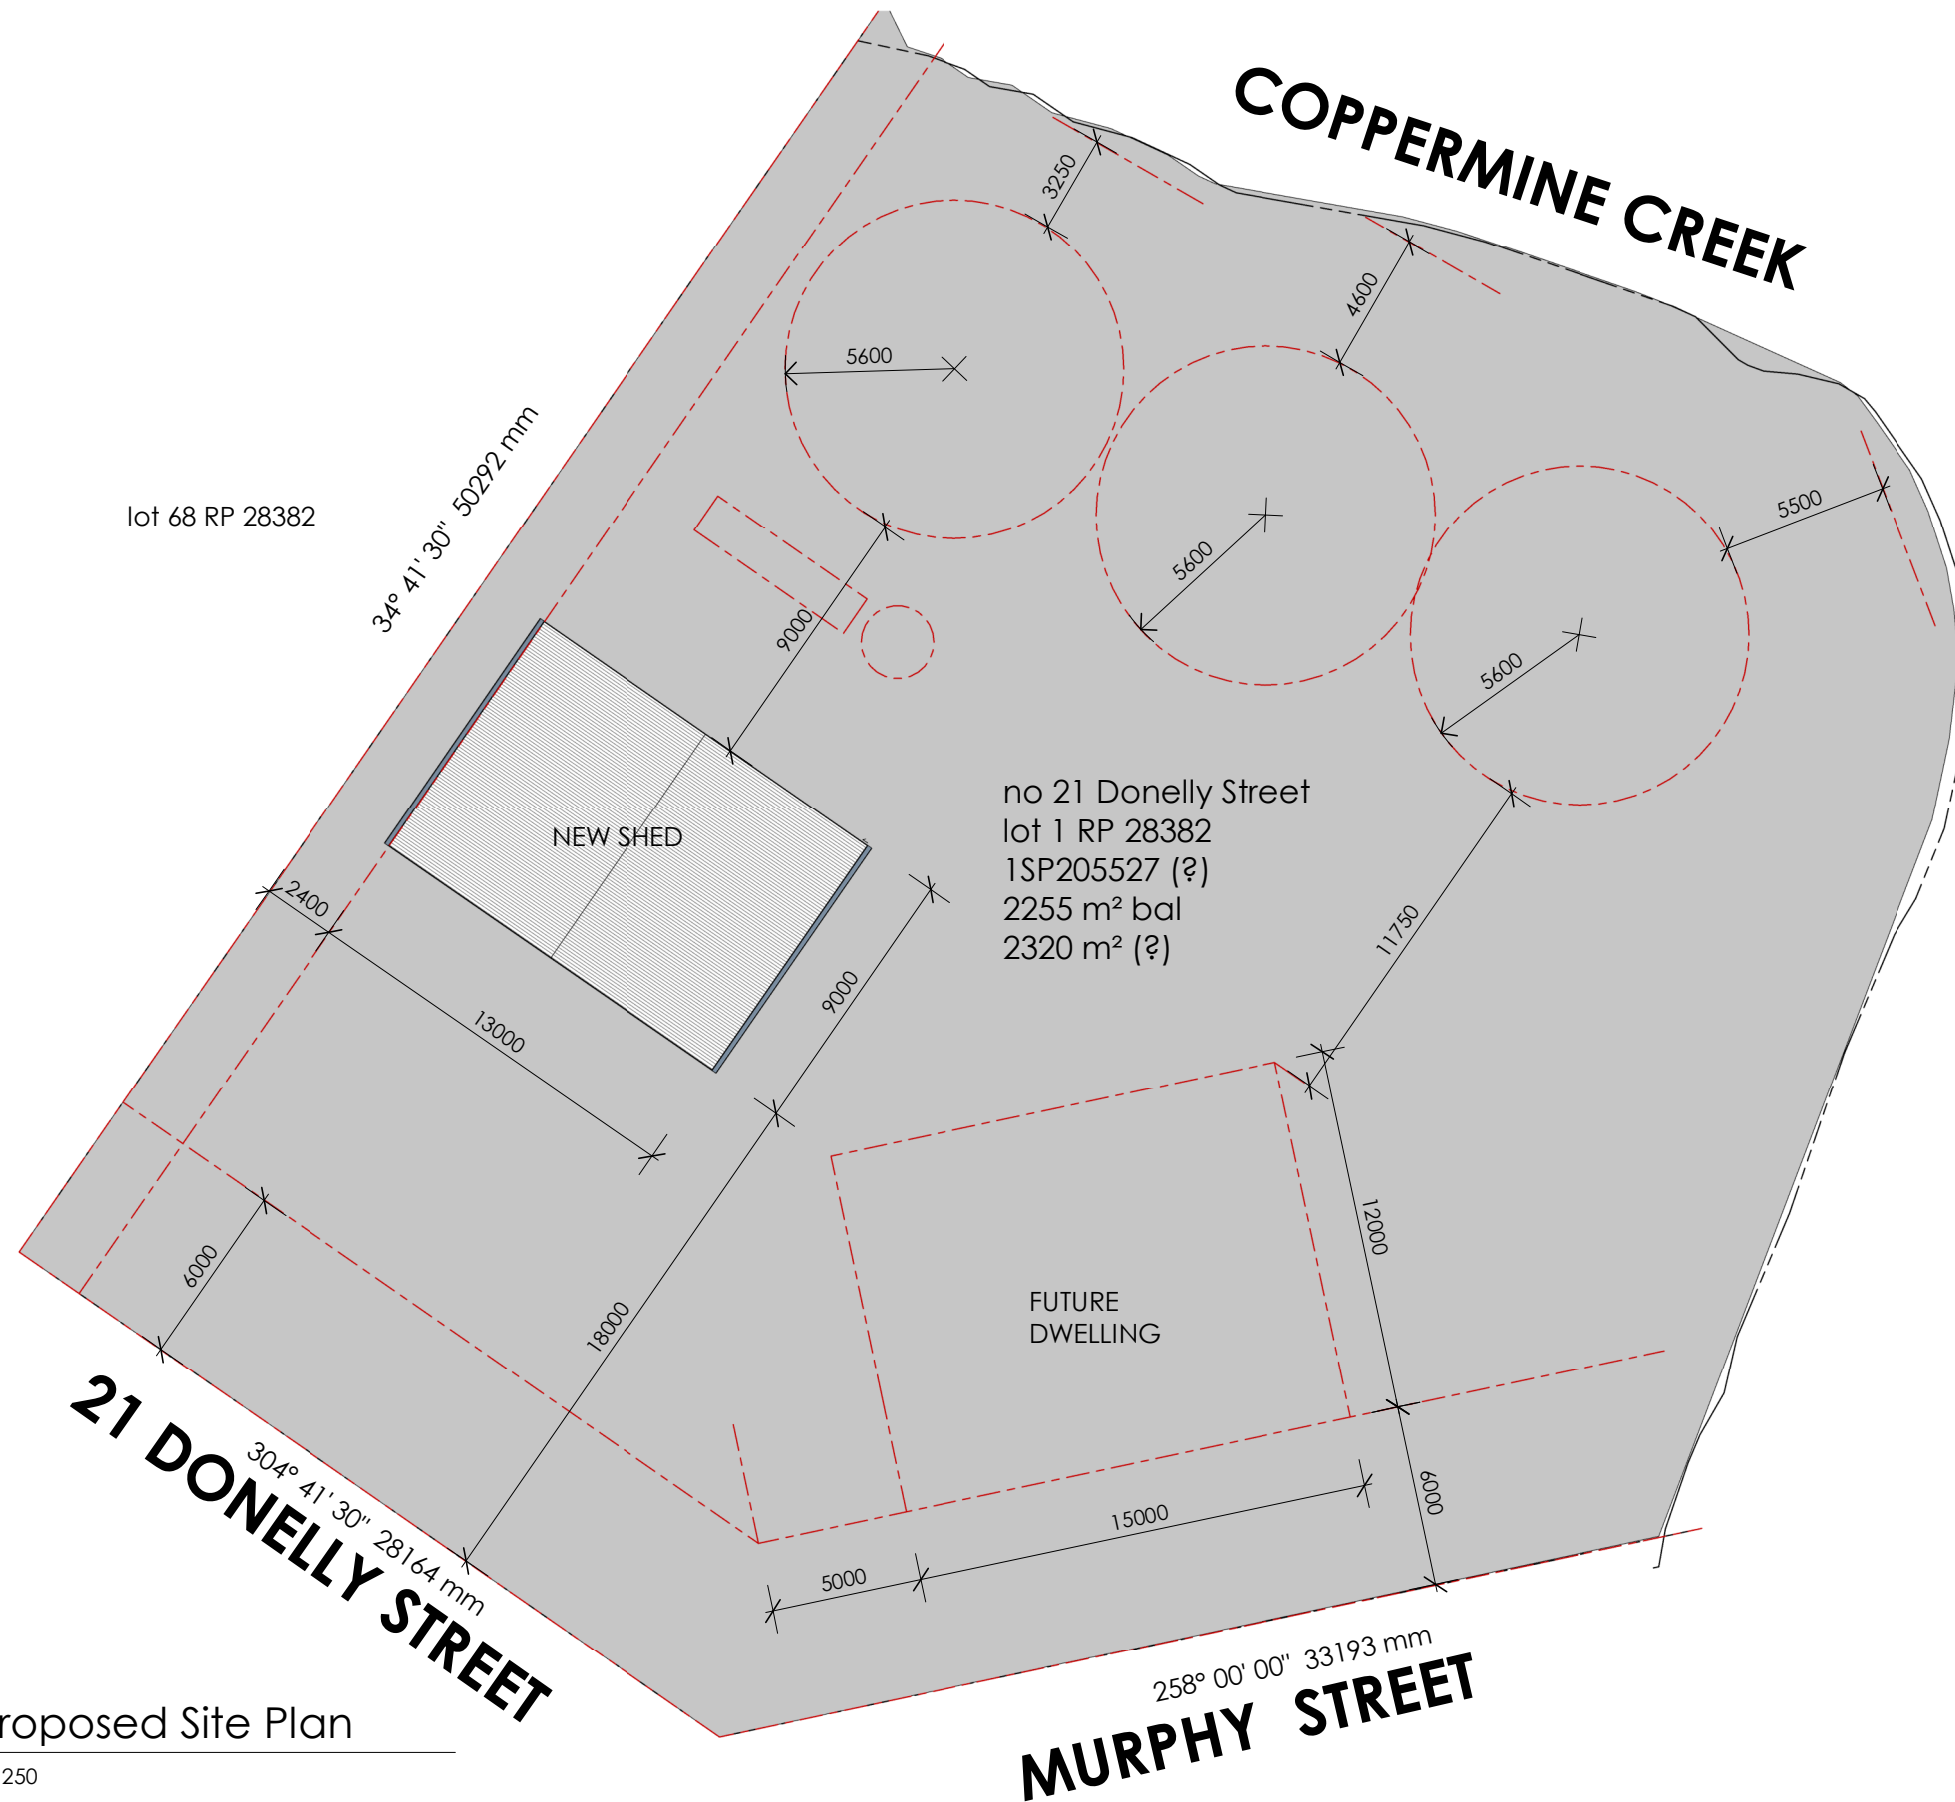 COPPERMINE CREEK
3250
4600
5600
5500
34° 41' 30" 50292 mm
lot 68 RP 28382
5600
9000
5600
NEW SHED
no 21 Donelly Street
lot 1 RP 28382
1SP205527 (?)
2255 m² bal
2320 m² (?)
2400
11750
9000
13000
12000
6000
18000
FUTURE
DWELLING
6000
15000
5000
304° 41' 30" 28164 mm
21 DONELLY STREET
258° 00' 00" 33193 mm
MURPHY STREET
roposed Site Plan
250